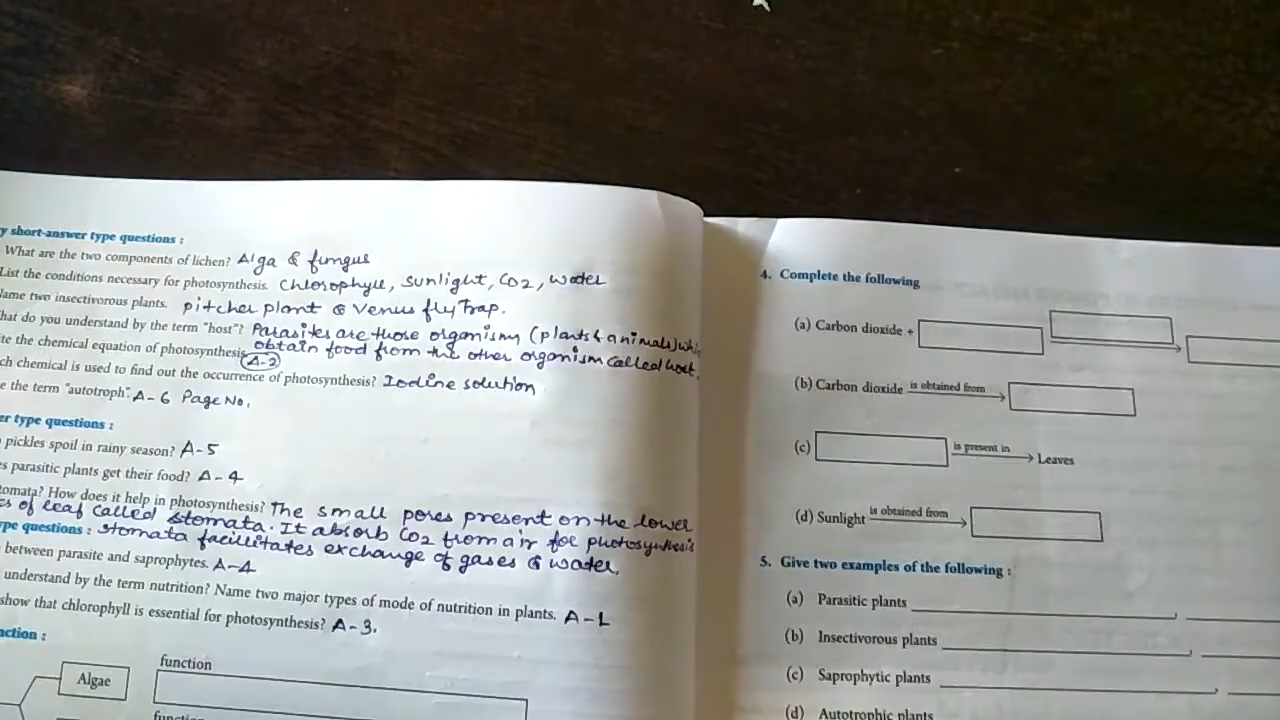 short-answer type questions :
What are the two components of lichen? Alga & fungus
List the conditions necessary for photosynthesis. Chlorophyll, sunlight, CO2, water
two insectivorous plants. pitcher plant & Venus fly Trap.
hat do you understand by the term "host"? Parasites are those organism (plants & animals) whi
obtain food from the other organism called host.
te the chemical equation of photosynthesis A-2
ch chemical is used to find out the occurrence of photosynthesis? Iodine solution
e the term "autotroph". A-6 Page No.
er type questions :
pickles spoil in rainy season? A-5
s parasitic plants get their food? A-4
tomata? How does it help in photosynthesis? The small pores present on the lower
of leaf called stomata. It absorb CO2 from air for photosynthesis
ype questions : Stomata facilitates exchange of gases & water.
between parasite and saprophytes. A-4
understand by the term nutrition? Name two major types of mode of nutrition in plants. A-1
show that chlorophyll is essential for photosynthesis? A-3.
nction :
Algae
function
4. Complete the following
(a) Carbon dioxide +
(b) Carbon dioxide is obtained from
(c) is present in Leaves
(d) Sunlight is obtained from
5. Give two examples of the following :
(a) Parasitic plants
(b) Insectivorous plants
(c) Saprophytic plants
(d) Autotrophic plants